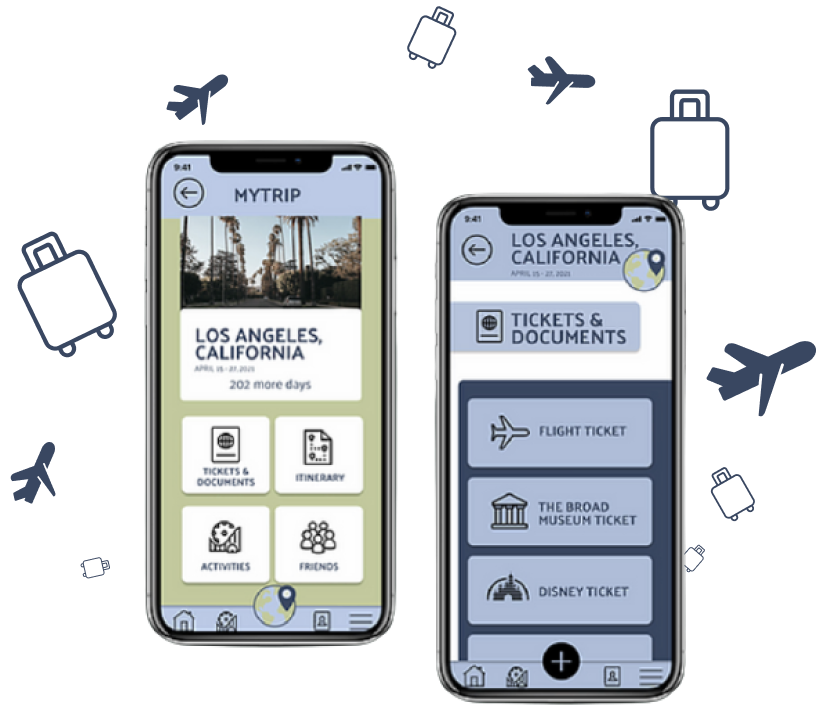 9:41
MYTRIP
LOS ANGELES,
CALIFORNIA
APRIL 15 - 27, 2021
202 more days
TICKETS &
DOCUMENTS
ITINERARY
ACTIVITIES
FRIENDS
9:41
LOS ANGELES,
CALIFORNIA
APRIL 15 - 27, 2021
TICKETS &
DOCUMENTS
FLIGHT TICKET
THE BROAD
MUSEUM TICKET
DISNEY TICKET